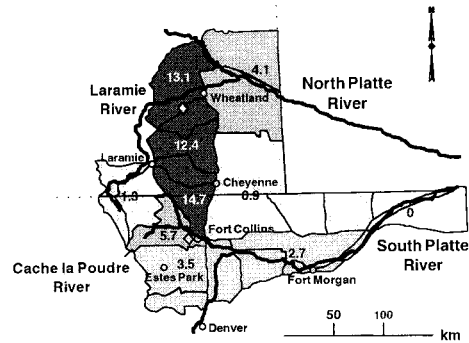 N
13.1
4.1
Laramie
River
Wheatland
North Platte
River
12.4
Laramie
Cheyenne
1.3
14.7
0.9
Fort Collins
0
5.7
2.7
South Platte
River
Cache la Poudre
River
3.5
Estes Park
Fort Morgan
Denver
50 100
km